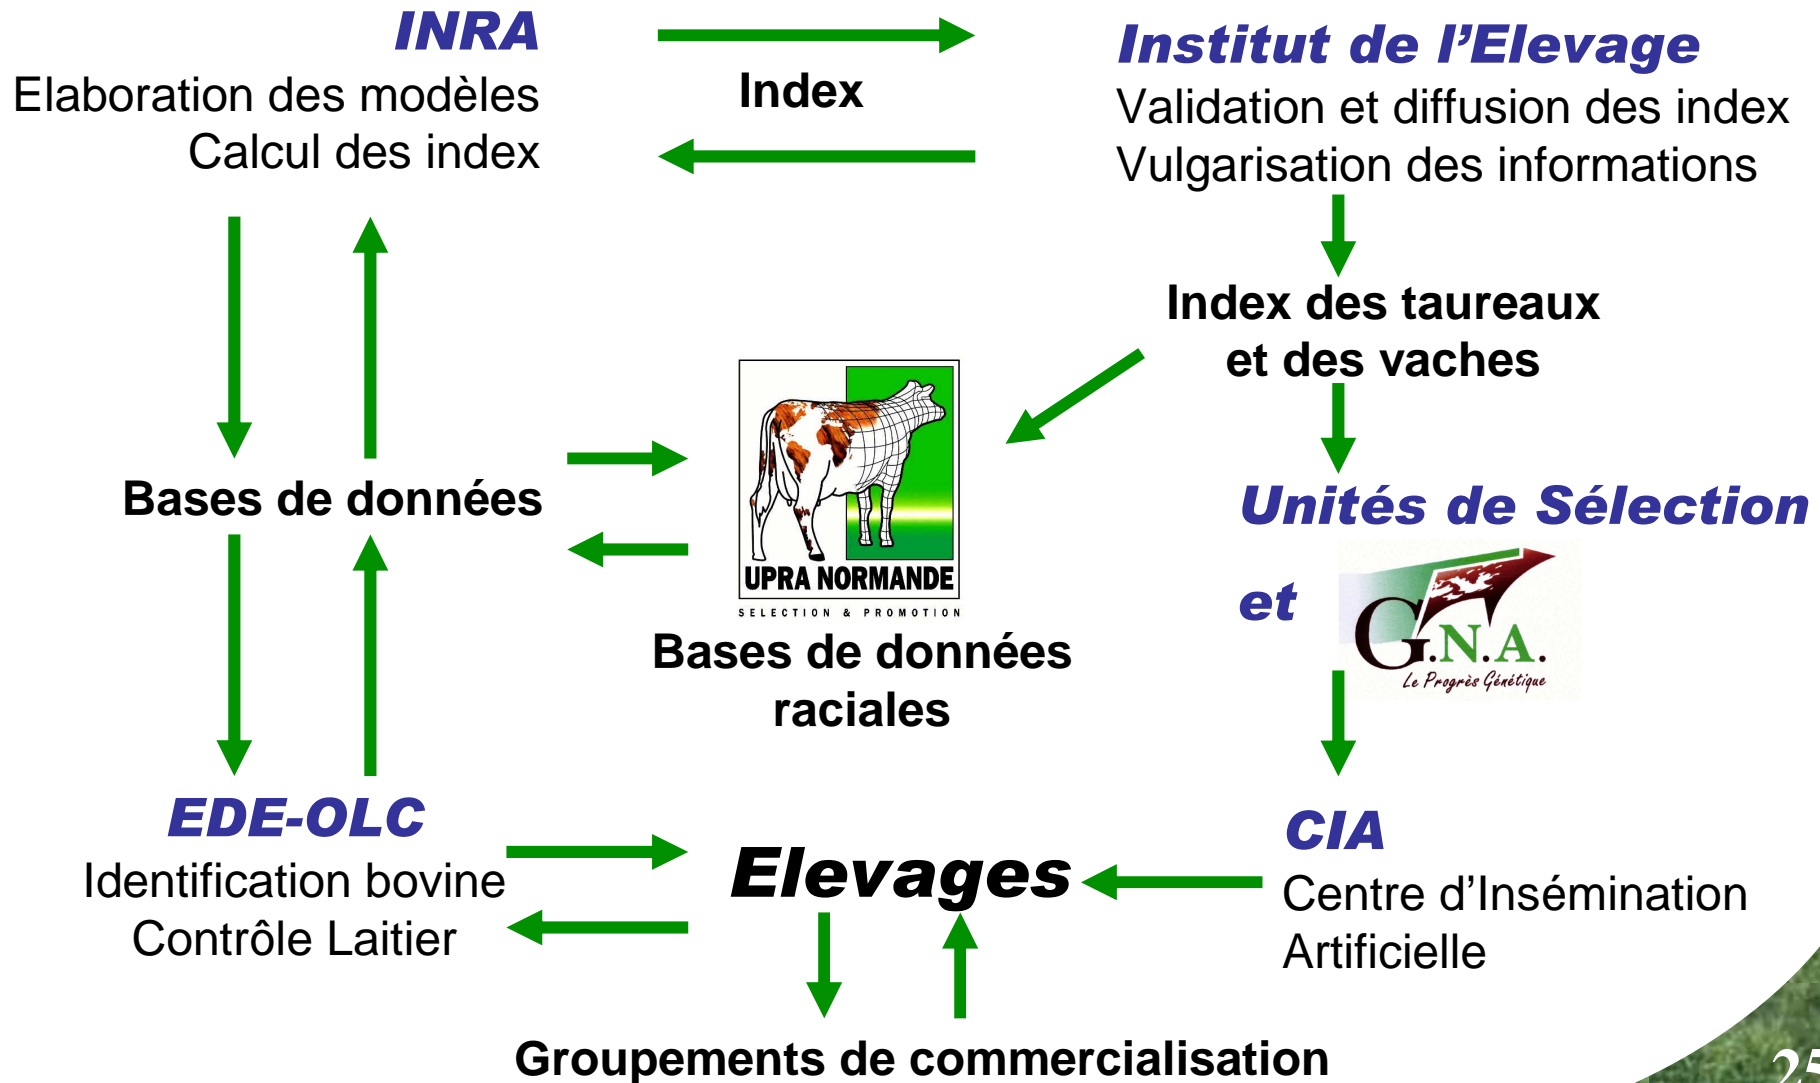 INRA
Elaboration des modèles
Calcul des index
Index
Institut de l’Elevage
Validation et diffusion des index
Vulgarisation des informations
Index des taureaux
et des vaches
Bases de données
UPRA NORMANDE
SELECTION & PROMOTION
Bases de données
raciales
Unités de Sélection
et
G.N.A.
Le Progrès Génétique
EDE-OLC
Identification bovine
Contrôle Laitier
Elevages
CIA
Centre d’Insémination
Artificielle
Groupements de commercialisation
25